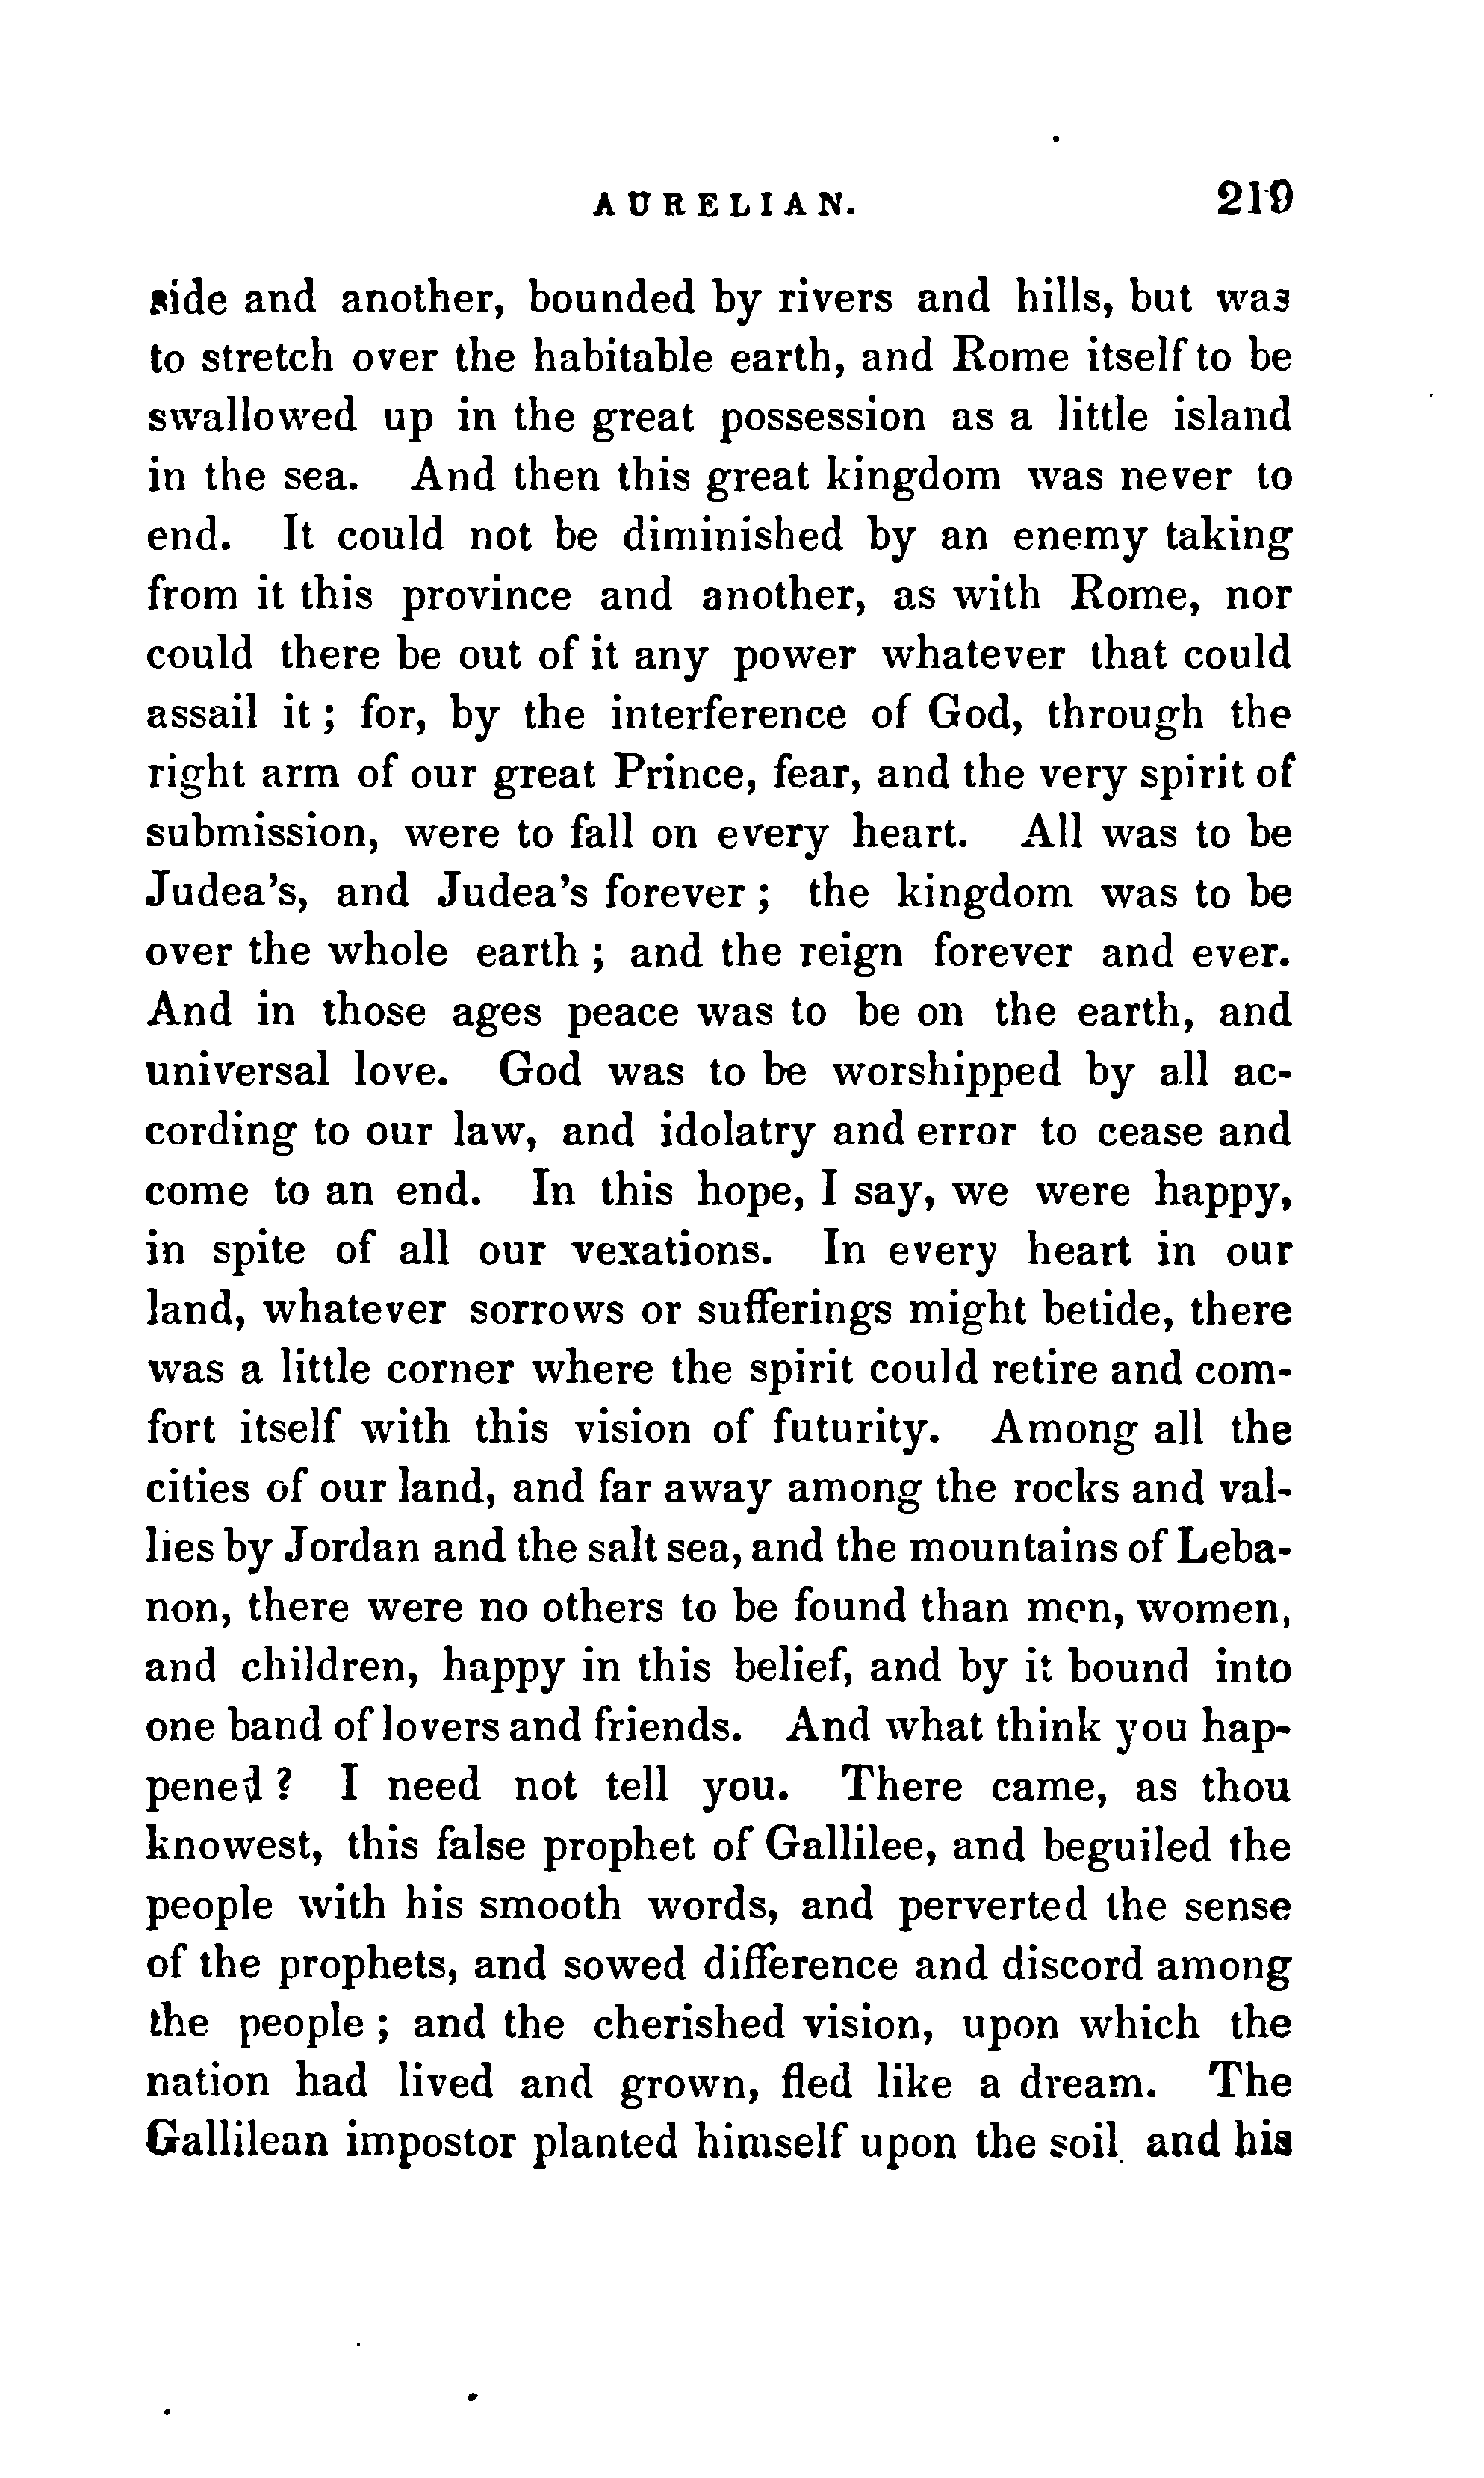 AURELIAN. 219
side and another, bounded by rivers and hills, but was
to stretch over the habitable earth, and Rome itself to be
swallowed up in the great possession as a little island
in the sea. And then this great kingdom was never to
end. It could not be diminished by an enemy taking
from it this province and another, as with Rome, nor
could there be out of it any power whatever that could
assail it ; for, by the interference of God, through the
right arm of our great Prince, fear, and the very spirit of
submission, were to fall on every heart. All was to be
Judea's, and Judea's forever ; the kingdom was to be
over the whole earth ; and the reign forever and ever.
And in those ages peace was to be on the earth, and
universal love. God was to be worshipped by all ac-
cording to our law, and idolatry and error to cease and
come to an end. In this hope, I say, we were happy,
in spite of all our vexations. In every heart in our
land, whatever sorrows or sufferings might betide, there
was a little corner where the spirit could retire and com-
fort itself with this vision of futurity. Among all the
cities of our land, and far away among the rocks and val-
lies by Jordan and the salt sea, and the mountains of Leba-
non, there were no others to be found than men, women,
and children, happy in this belief, and by it bound into
one band of lovers and friends. And what think you hap-
pened ? I need not tell you. There came, as thou
knowest, this false prophet of Gallilee, and beguiled the
people with his smooth words, and perverted the sense
of the prophets, and sowed difference and discord among
the people ; and the cherished vision, upon which the
nation had lived and grown, fled like a dream. The
Gallilean impostor planted himself upon the soil. and his